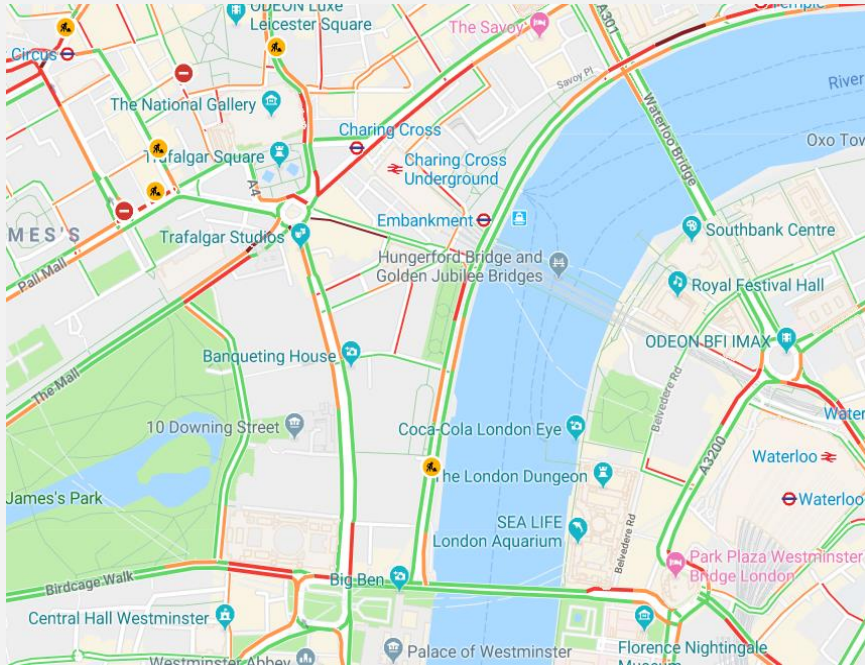 ODEON Luxe
Leicester Square
The Savoy
A301
Temple
Circus
Savoy Pl
The National Gallery
Waterloo Bridge
River
Charing Cross
Oxo Tow
Trafalgar Square
A4
Charing Cross
Underground
MES'S
Embankment
Trafalgar Studios
Southbank Centre
Pall Mall
Hungerford Bridge and
Golden Jubilee Bridges
Royal Festival Hall
ODEON BFI IMAX
Banqueting House
The Mall
Belvedere Rd
10 Downing Street
Coca-Cola London Eye
Water
A3200
Waterloo
The London Dungeon
James's Park
Waterloo
SEA LIFE
London Aquarium
Belvedere Rd
Park Plaza Westminster
Bridge London
Birdcage Walk
Big Ben
Central Hall Westminster
Florence Nightingale
Museum
Palace of Westminster
Westminster Abbey